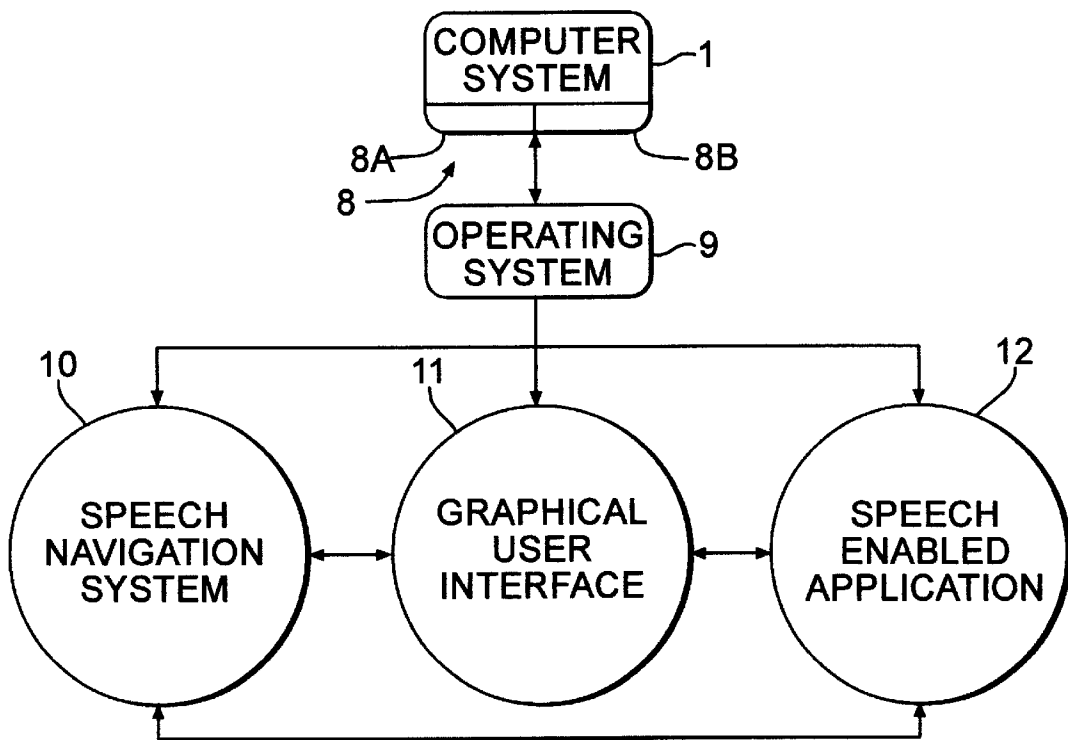 COMPUTER
SYSTEM
1
8A
8B
8
OPERATING
SYSTEM
9
10
11
12
SPEECH
NAVIGATION
SYSTEM
GRAPHICAL
USER
INTERFACE
SPEECH
ENABLED
APPLICATION